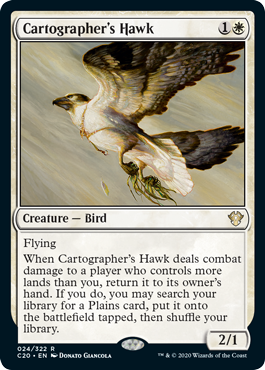 Cartographer's Hawk
1
Creature — Bird
Flying
When Cartographer's Hawk deals combat
damage to a player who controls more
lands than you, return it to its owner's
hand. If you do, you may search your
library for a Plains card, put it onto
the battlefield tapped, then shuffle your
library.
2/1
024/322 R
C20 • EN Donato Giancola
™ & © 2020 Wizards of the Coast